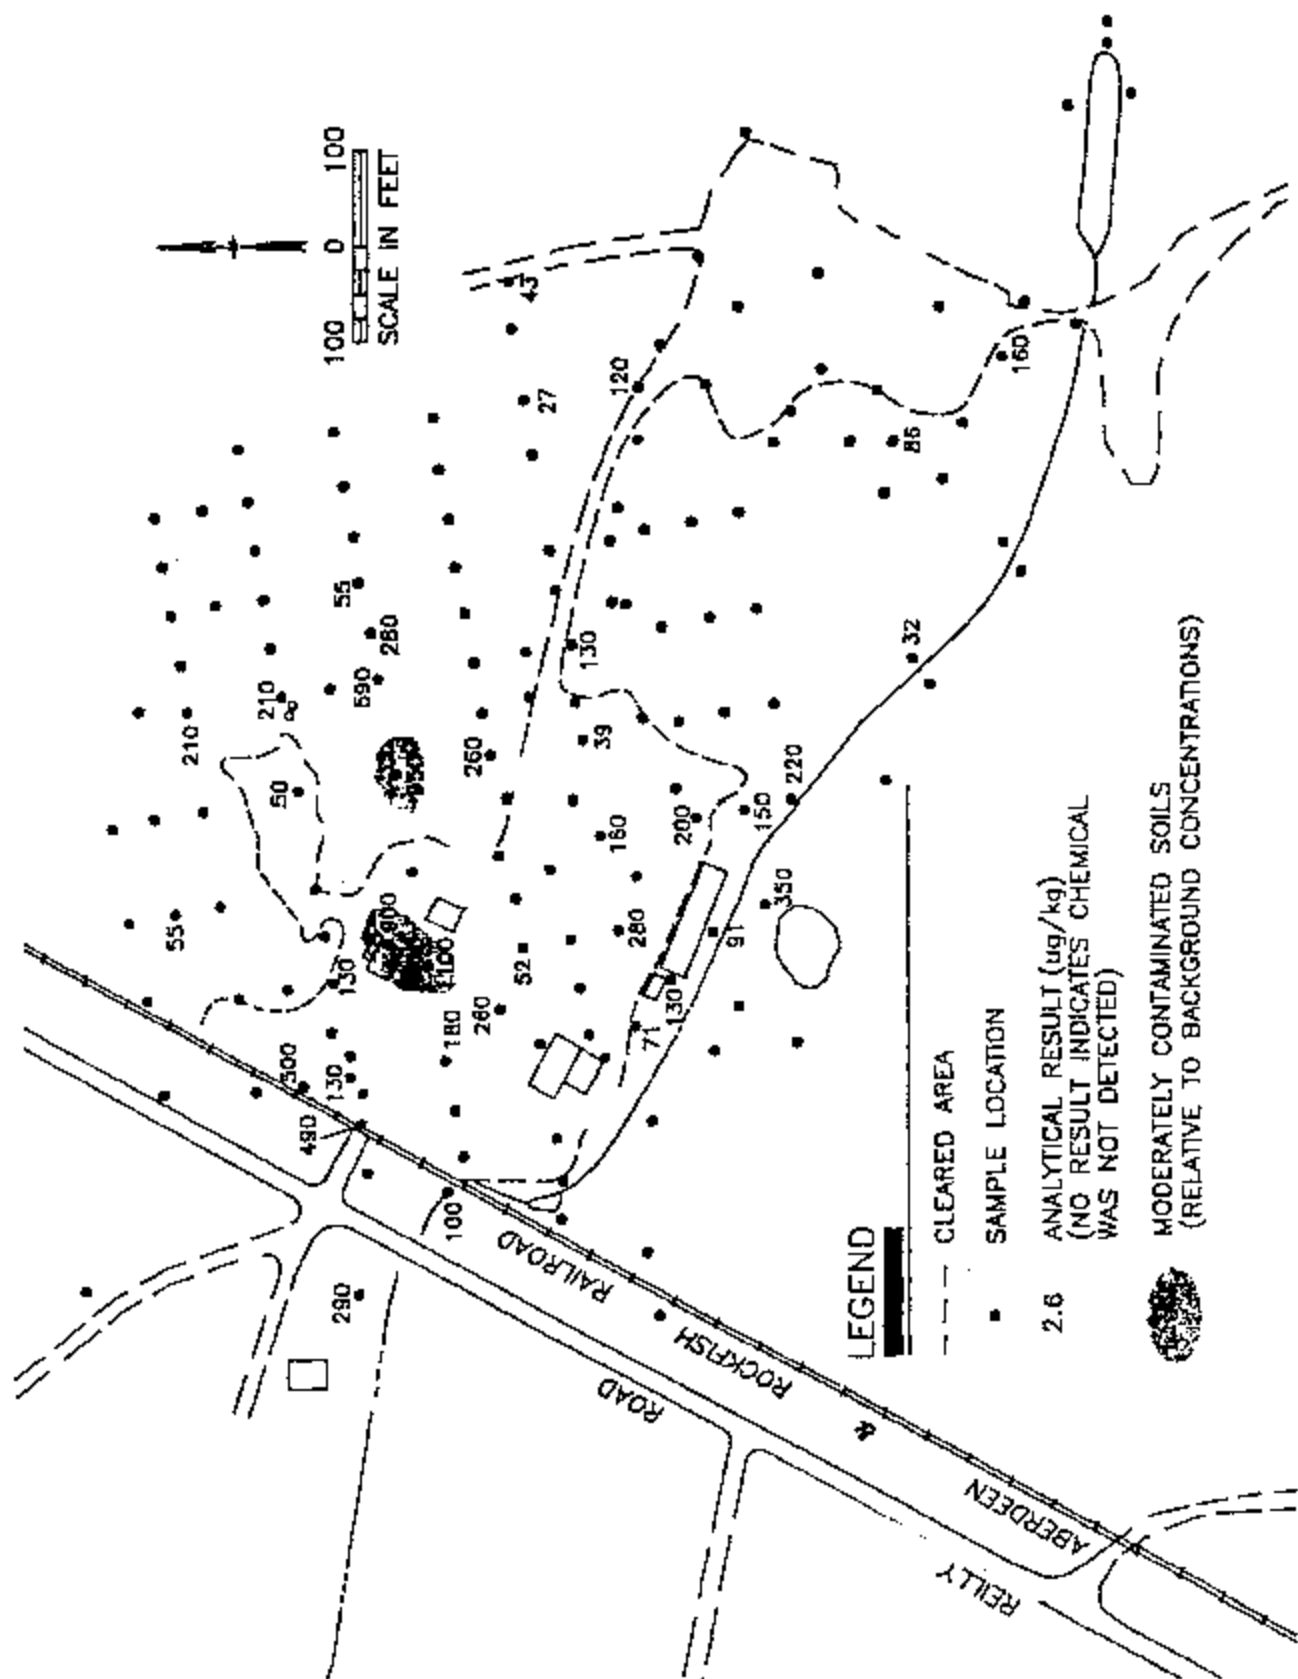 100 0 100
SCALE IN FEET
43
27
120
160
86
55
280
590
210
210
50
260
130
39
32
220
150
200
160
350
91
280
52
130
71
55
130
260
180
500
130
490
100
290
RAILROAD
ROCKFISH
&
ABERDEEN
REILLY
ROAD
LEGEND
CLEARED AREA
SAMPLE LOCATION
2.6 ANALYTICAL RESULT (ug/kg)
(NO RESULT INDICATES CHEMICAL
WAS NOT DETECTED)
MODERATELY CONTAMINATED SOILS
(RELATIVE TO BACKGROUND CONCENTRATIONS)